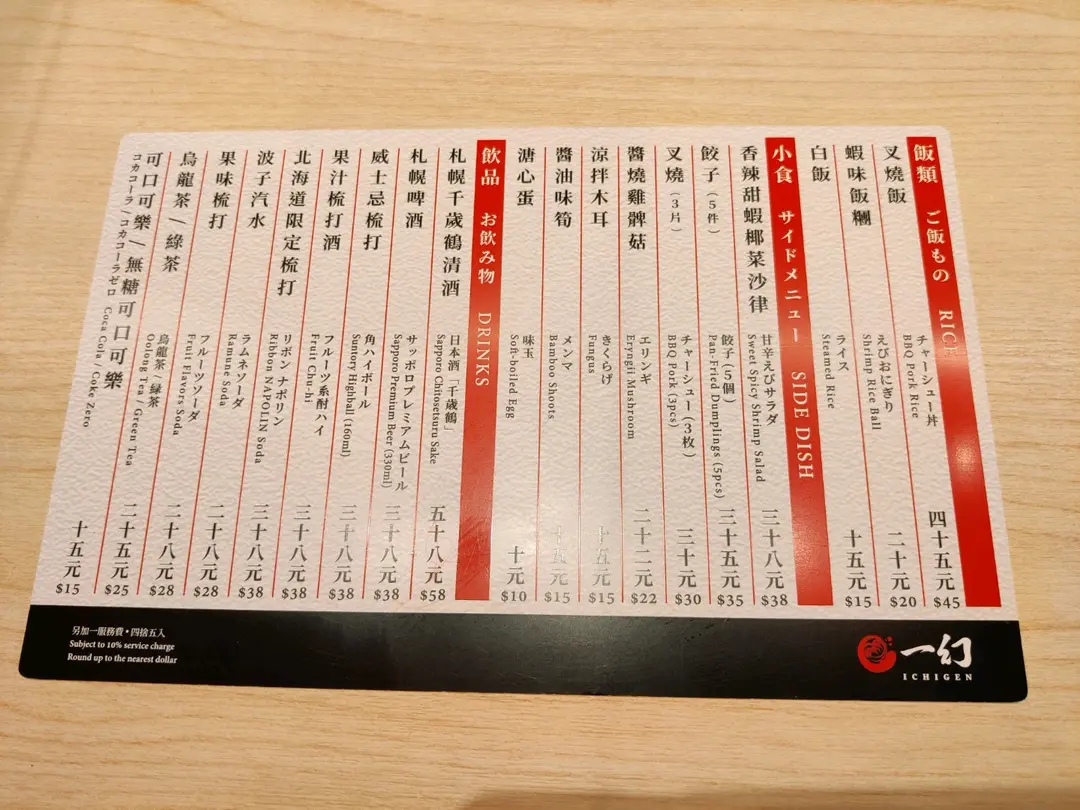 飯類 ご飯もの RICE
叉燒飯 チャーシュー丼 四十五元
BBQ Pork Rice $45
蝦味飯糰 えびおにぎり 二十元
Shrimp Rice Ball $20
白飯 ライス 十五元
Steamed Rice $15
小食 サイドメニュー SIDE DISH
香辣甜蝦椰菜沙律 甘辛えびサラダ 三十八元
Sweet Spicy Shrimp Salad $38
餃子（5件） 餃子（5個） 三十五元
Pan-Fried Dumplings (5pcs) $35
叉燒（3片） チャーシュー（3枚） 三十元
BBQ Pork (3pcs) $30
醬燒雞髀菇 エリンギ 二十二元
Eryngii Mushroom $22
涼拌木耳 きくらげ 十五元
Fungus $15
醬油味筍 メンマ 十五元
Bamboo Shoots $15
溏心蛋 味玉 十元
Soft-boiled Egg $10
飲品 お飲み物 DRINKS
札幌千歲鶴清酒 日本酒「千歳鶴」 五十八元
Sapporo Chitosetsuru Sake $58
札幌啤酒 サッポロプレミアムビール 三十八元
Sapporo Premium Beer (330ml) $38
威士忌梳打 角ハイボール 三十八元
Suntory Highball (160ml) $38
果汁梳打酒 フルーツ系酎ハイ 三十八元
Fruit Chu-hi $38
北海道限定梳打 リボン ナポリン 三十八元
Ribbon NAPOLIN Soda $38
波子汽水 ラムネソーダ 二十八元
Ramune Soda $28
果味梳打 フルーツソーダ 二十八元
Fruit Flavors Soda $28
烏龍茶 / 綠茶 烏龍茶 / 緑茶 二十五元
Oolong Tea / Green Tea $25
可口可樂 / 無糖可口可樂 十五元
コカコーラ / コカコーラゼロ Coca Cola / Coke Zero $15
另加一服務費・四捨五入
Subject to 10% service charge
Round up to the nearest dollar
一幻
ICHIGEN